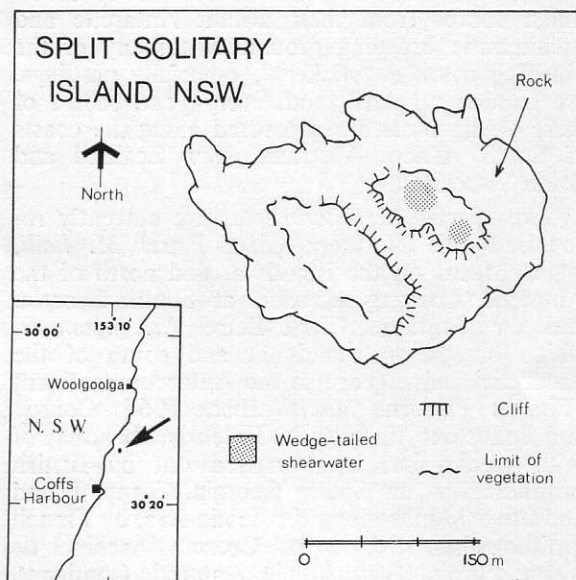 SPLIT SOLITARY
ISLAND N.S.W.
North
Rock
153°10'
30°00
Woolgoolga
N.S.W.
Coffs
Harbour
30°20
Cliff
Wedge-tailed
shearwater
Limit of
vegetation
0
150 m